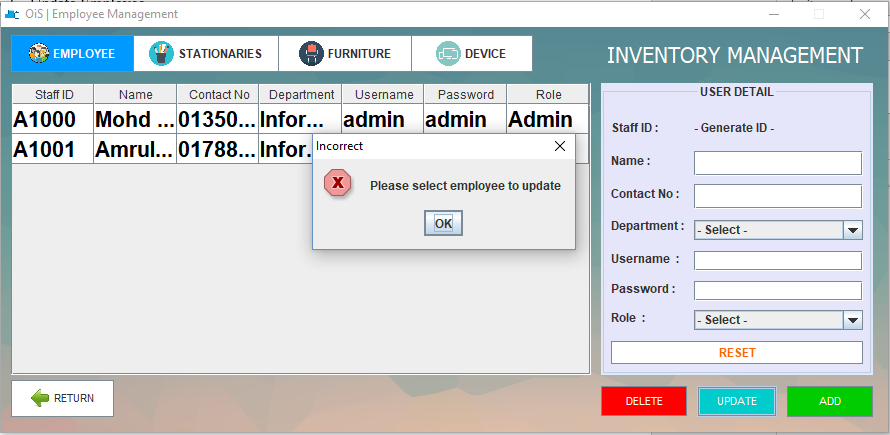 OiS | Employee Management
EMPLOYEE STATIONARIES FURNITURE DEVICE
INVENTORY MANAGEMENT
Staff ID Name Contact No Department Username Password Role
A1000 Mohd ... 01350... Infor... admin admin Admin
A1001 Amrul... 01788... Infor...
Incorrect
X
Please select employee to update
OK
USER DETAIL
Staff ID : - Generate ID -
Name :
Contact No :
Department : - Select -
Username :
Password :
Role : - Select -
RESET
RETURN
DELETE UPDATE ADD